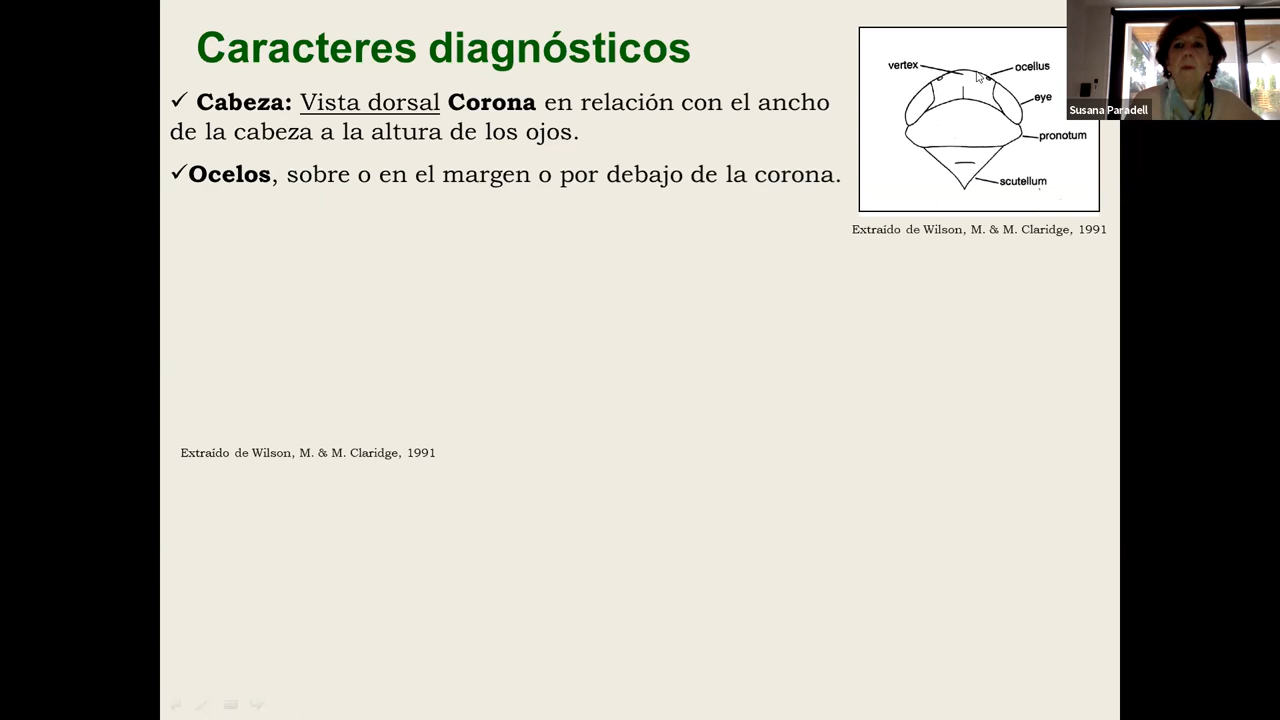 Caracteres diagnósticos
✓ Cabeza: Vista dorsal Corona en relación con el ancho
de la cabeza a la altura de los ojos.
✓Ocelos, sobre o en el margen o por debajo de la corona.
vertex
ocellus
eye
pronotum
scutellum
Extraído de Wilson, M. & M. Claridge, 1991
Susana Paradell
Extraído de Wilson, M. & M. Claridge, 1991